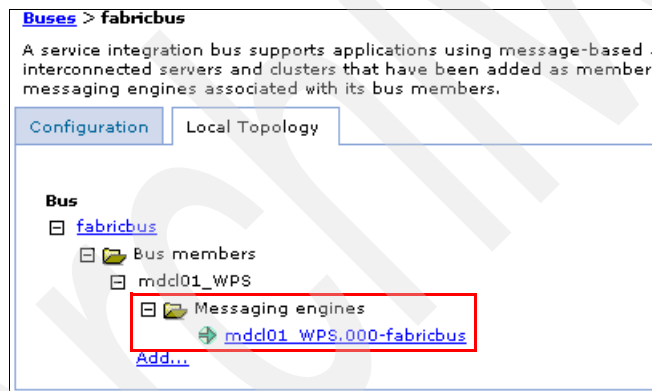 Buses > fabricbus
A service integration bus supports applications using message-based
interconnected servers and clusters that have been added as member
messaging engines associated with its bus members.
Configuration Local Topology
Bus
fabricbus
Bus members
mdcl01_WPS
Messaging engines
mdcl01_WPS.000-fabricbus
Add...